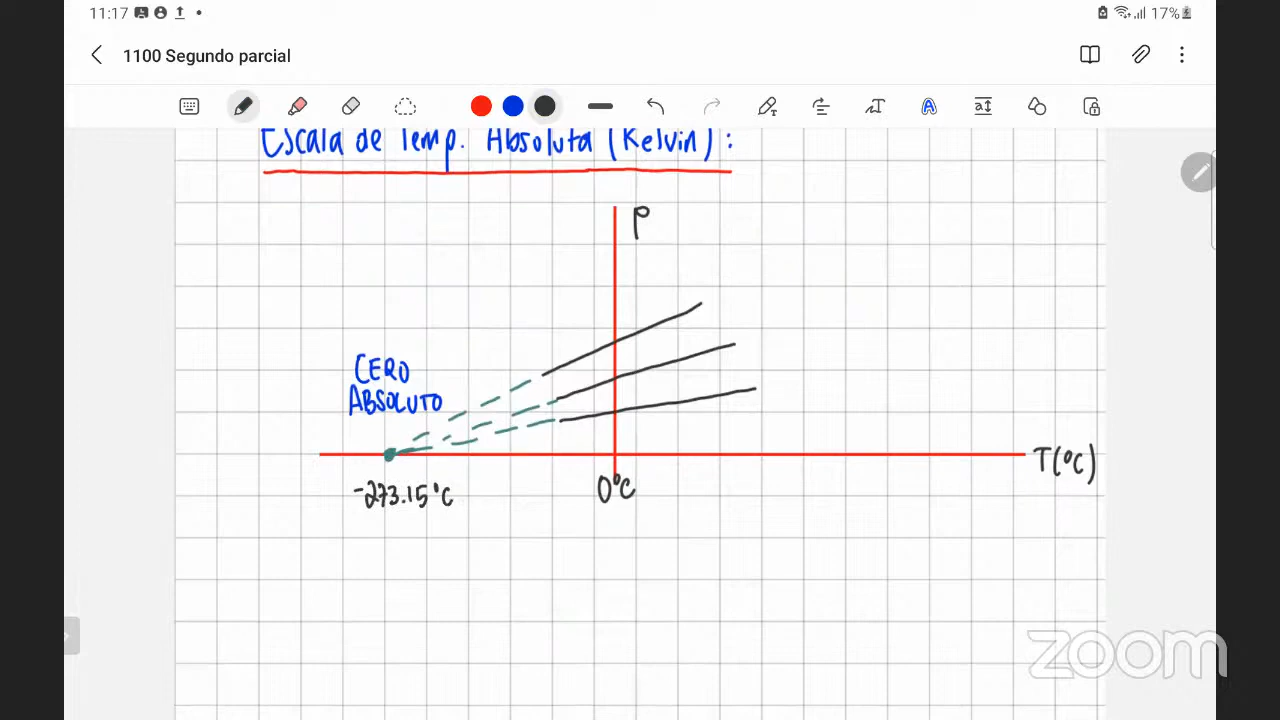 11:17
17%
1100 Segundo parcial
Escala de Temp. Absoluta (Kelvin):
P
CERO
ABSOLUTO
T(°C)
-273.15°C
0°C
zoom